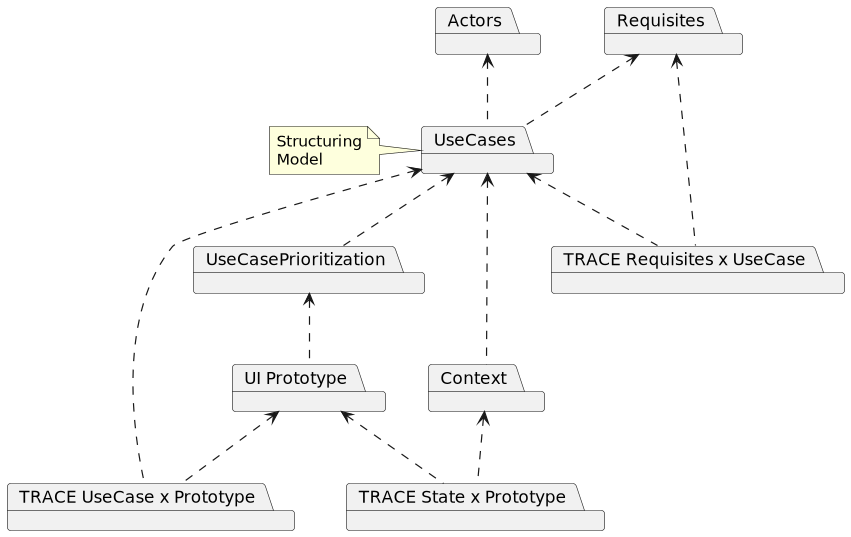 Actors
Requisites
Structuring
Model
UseCases
UseCasePrioritization
TRACE Requisites x UseCase
UI Prototype
Context
TRACE UseCase x Prototype
TRACE State x Prototype